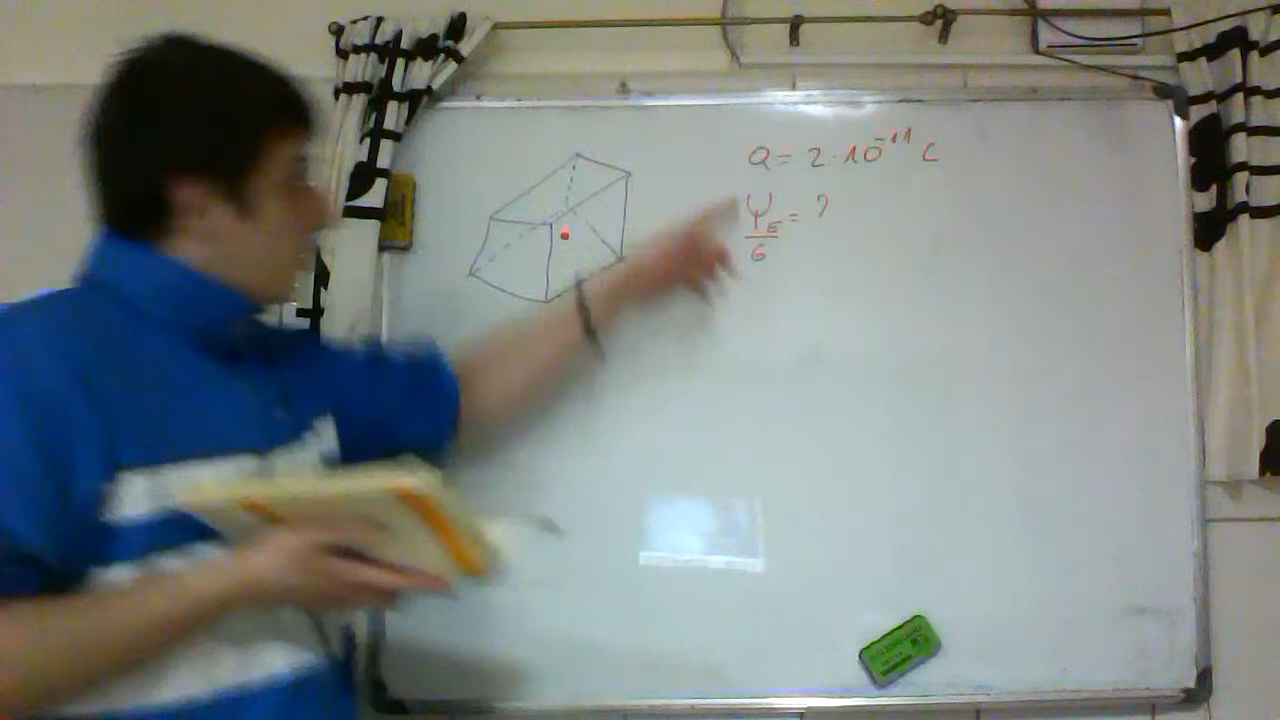 Q = 2 · 10⁻¹¹ C
Ψ_E / 6 = ?